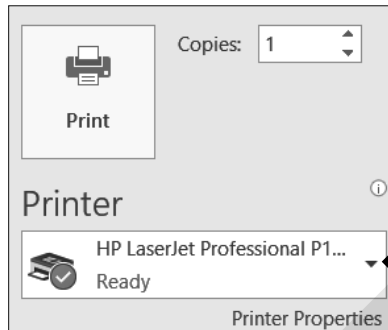 Copies: 1
Print
Printer
HP LaserJet Professional P1...
Ready
Printer Properties